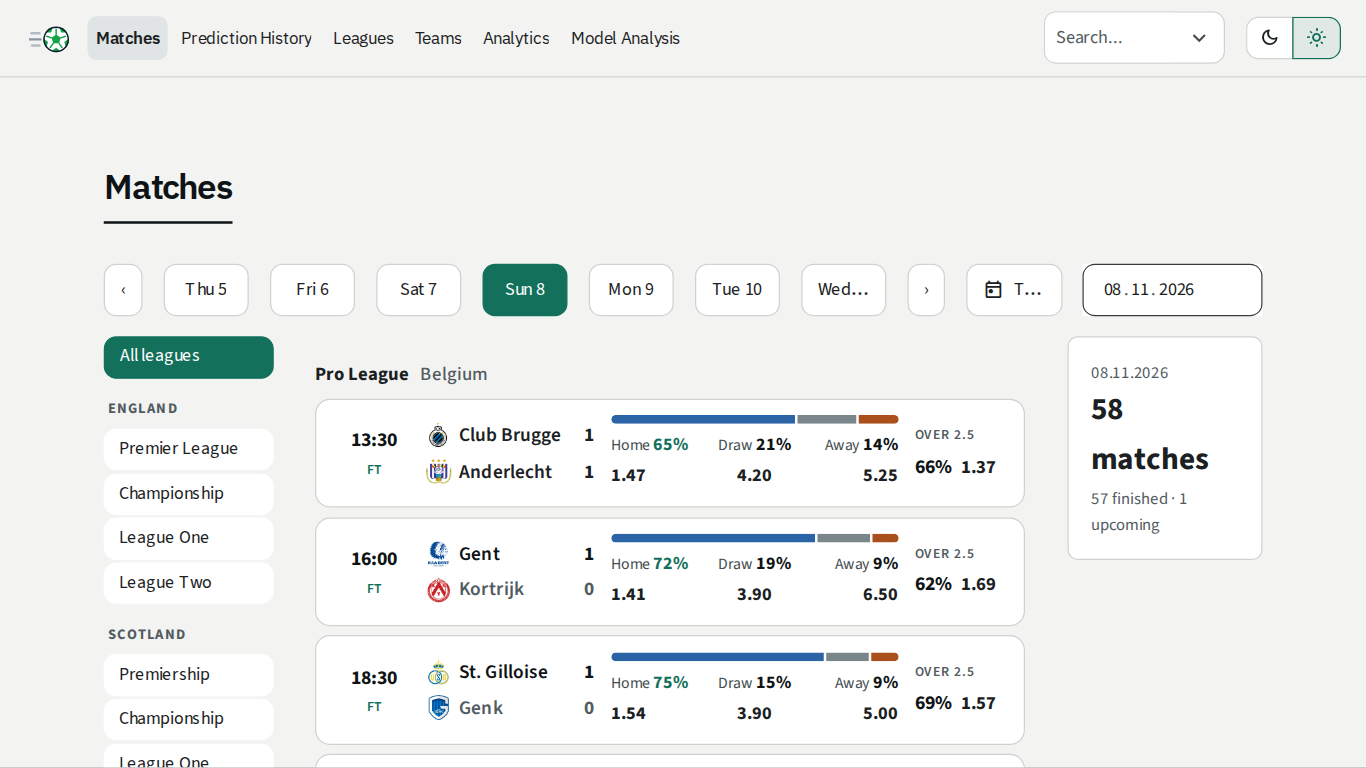 Matches Prediction History Leagues Teams Analytics Model Analysis Search...
Matches
‹ Thu 5 Fri 6 Sat 7 Sun 8 Mon 9 Tue 10 Wed... › T... 08.11.2026
All leagues
ENGLAND
Premier League
Championship
League One
League Two
SCOTLAND
Premiership
Championship
League One
Pro League Belgium
13:30
FT
Club Brugge 1
Anderlecht 1
Home 65% Draw 21% Away 14%
1.47 4.20 5.25
OVER 2.5
66% 1.37
16:00
FT
Gent 1
Kortrijk 0
Home 72% Draw 19% Away 9%
1.41 3.90 6.50
OVER 2.5
62% 1.69
18:30
FT
St. Gilloise 1
Genk 0
Home 75% Draw 15% Away 9%
1.54 3.90 5.00
OVER 2.5
69% 1.57
08.11.2026
58
matches
57 finished · 1
upcoming